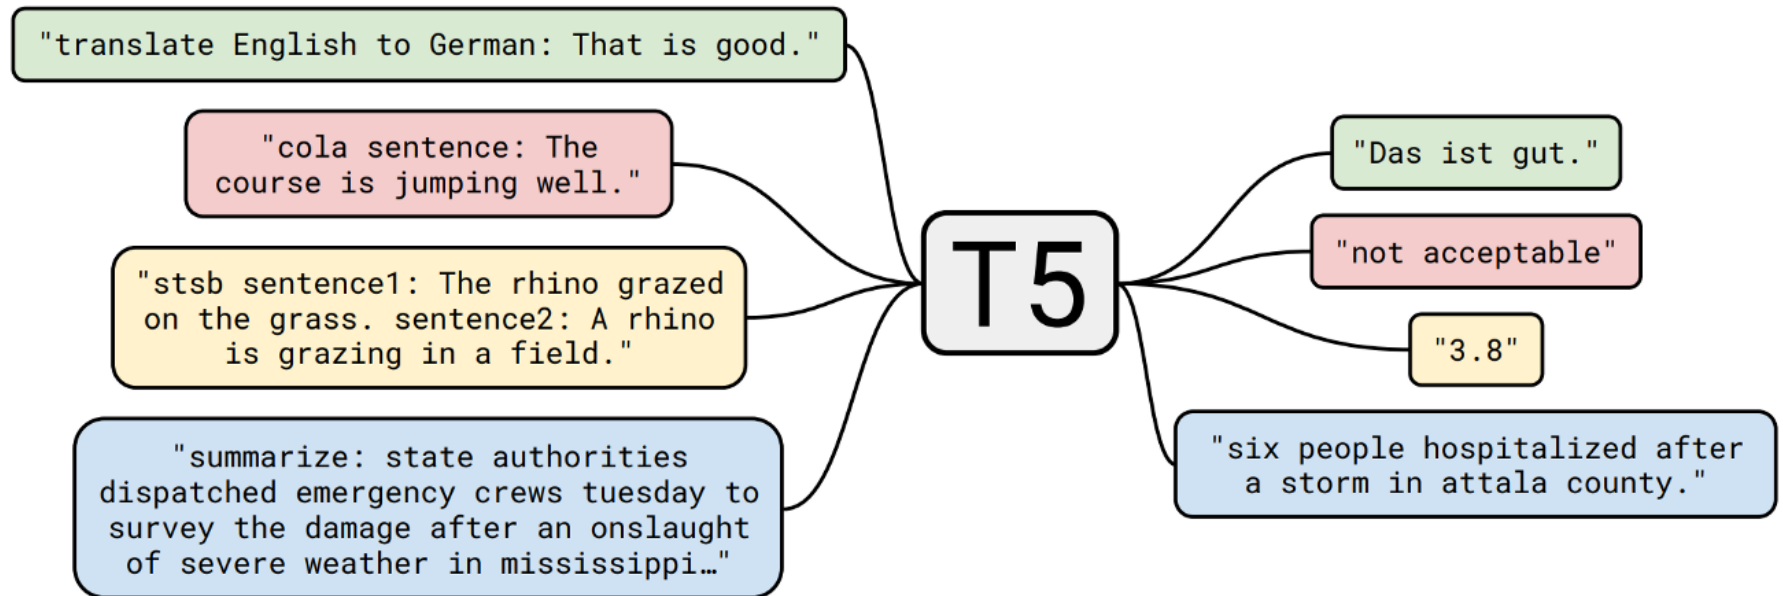 "translate English to German: That is good."
"cola sentence: The
course is jumping well."
"stsb sentence1: The rhino grazed
on the grass. sentence2: A rhino
is grazing in a field."
"summarize: state authorities
dispatched emergency crews tuesday to
survey the damage after an onslaught
of severe weather in mississippi…"
T5
"Das ist gut."
"not acceptable"
"3.8"
"six people hospitalized after
a storm in attala county."